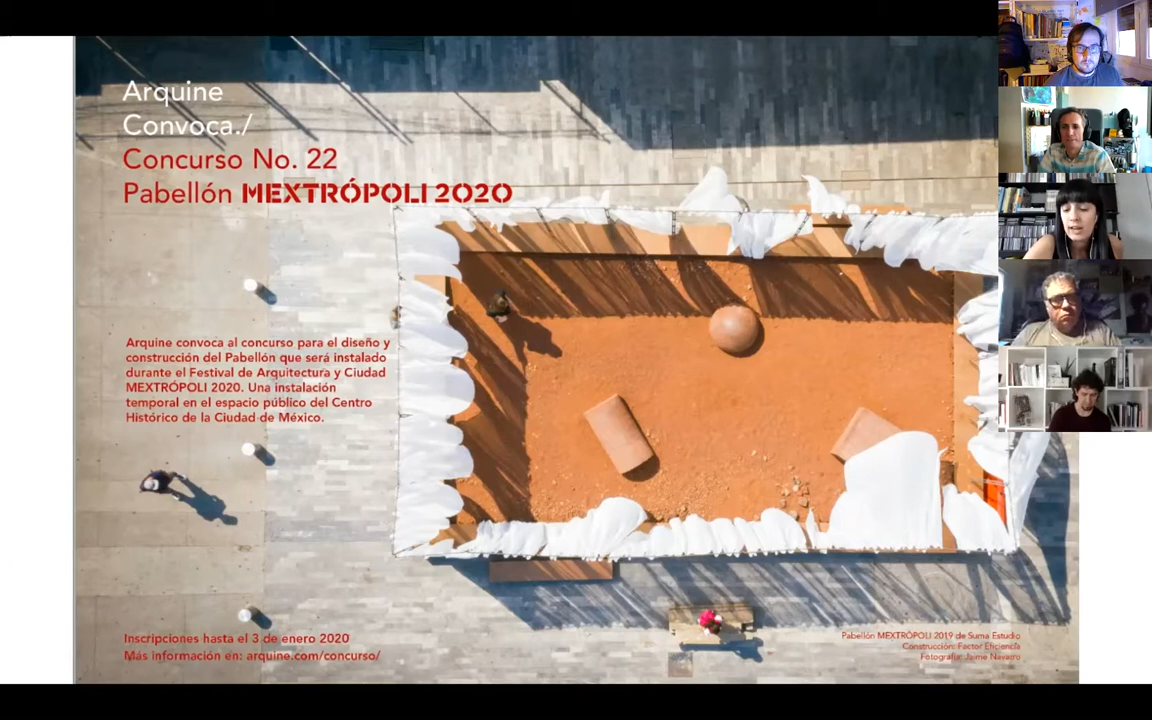 Arquine
Convoca./
Concurso No. 22
Pabellón MEXTRÓPOLI 2020
Arquine convoca al concurso para el diseño y
construcción del Pabellón que será instalado
durante el Festival de Arquitectura y Ciudad
MEXTRÓPOLI 2020. Una instalación
temporal en el espacio público del Centro
Histórico de la Ciudad de México.
Inscripciones hasta el 3 de enero 2020
Más información en: arquine.com/concurso/
Pabellón MEXTRÓPOLI 2019 de Suma Estudio
Construcción: Factor Eficiencia
Fotografía: Jaime Navarro